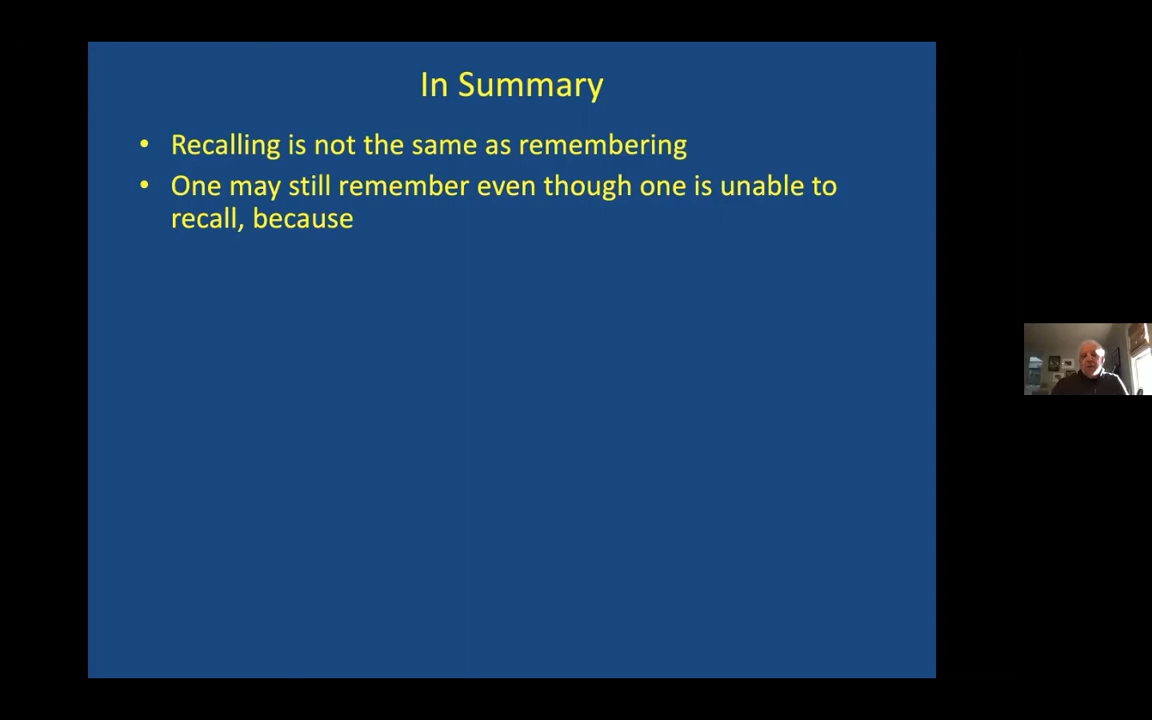 In Summary
• Recalling is not the same as remembering
• One may still remember even though one is unable to
recall, because